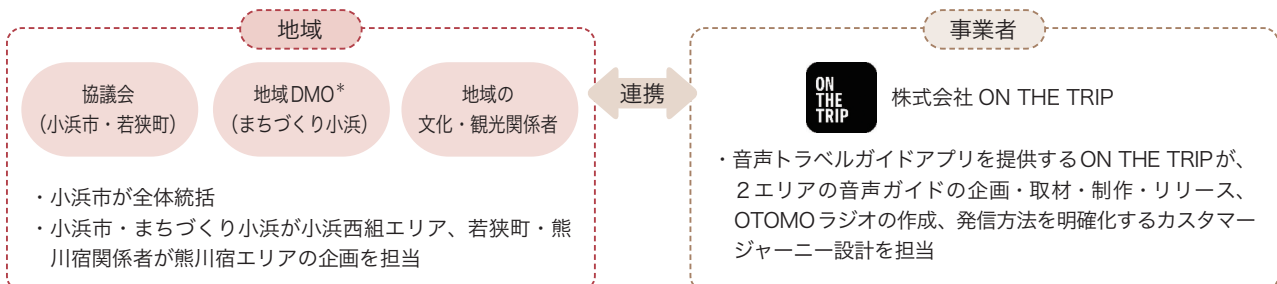 地域
協議会
（小浜市・若狭町）
地域DMO*
（まちづくり小浜）
地域の
文化・観光関係者
・小浜市が全体統括
・小浜市・まちづくり小浜が小浜西組エリア、若狭町・熊
川宿関係者が熊川宿エリアの企画を担当
連携
事業者
ON
THE
TRIP
株式会社 ON THE TRIP
・音声トラベルガイドアプリを提供するON THE TRIPが、
２エリアの音声ガイドの企画・取材・制作・リリース、
OTOMOラジオの作成、発信方法を明確化するカスタマー
ジャーニー設計を担当